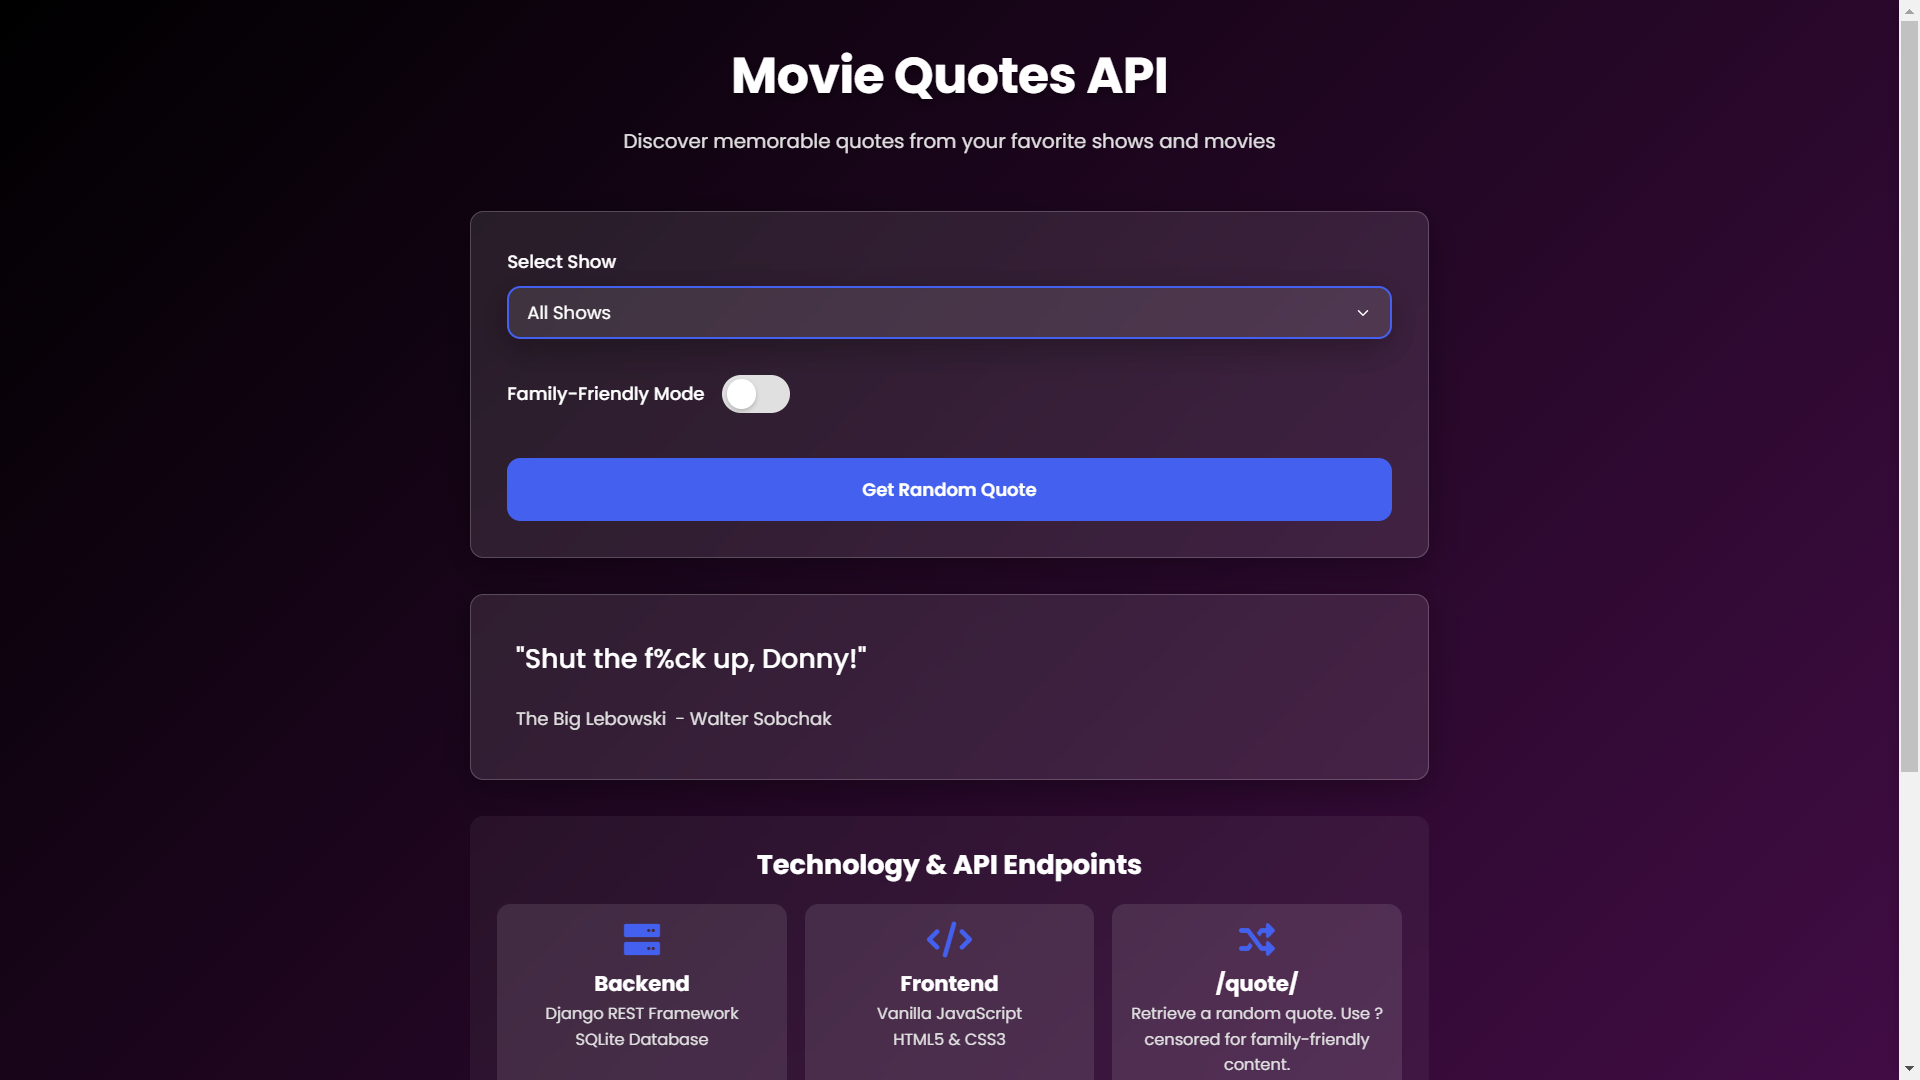 Movie Quotes API
Discover memorable quotes from your favorite shows and movies
Select Show
All Shows
Family-Friendly Mode
Get Random Quote
"Shut the f%ck up, Donny!"
The Big Lebowski - Walter Sobchak
Technology & API Endpoints
Backend
Django REST Framework
SQLite Database
Frontend
Vanilla JavaScript
HTML5 & CSS3
/quote/
Retrieve a random quote. Use ?
censored for family-friendly
content.